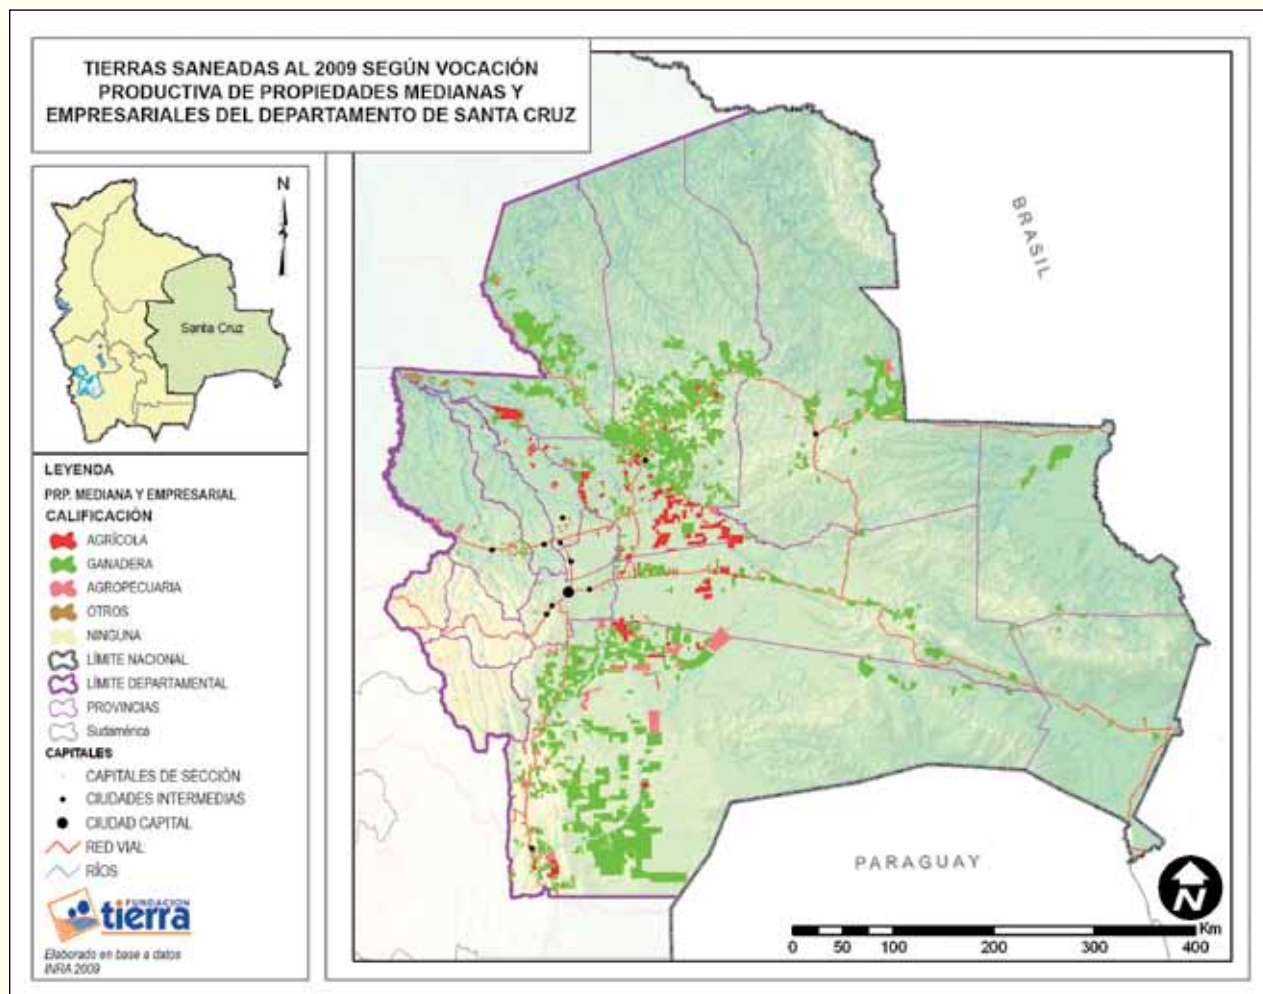 TIERRAS SANEADAS AL 2009 SEGÚN VOCACIÓN
PRODUCTIVA DE PROPIEDADES MEDIANAS Y
EMPRESARIALES DEL DEPARTAMENTO DE SANTA CRUZ
N
Santa Cruz
LEYENDA
PRP. MEDIANA Y EMPRESARIAL
CALIFICACIÓN
AGRÍCOLA
GANADERA
AGROPECUARIA
OTROS
NINGUNA
LÍMITE NACIONAL
LÍMITE DEPARTAMENTAL
PROVINCIAS
Sudamérica
CAPITALES
CAPITALES DE SECCIÓN
CIUDADES INTERMEDIAS
CIUDAD CAPITAL
RED VIAL
RÍOS
FUNDACION
tierra
Elaborado en base a datos
INRA 2009
BRASIL
PARAGUAY
N
Km
0 50 100 200 300 400